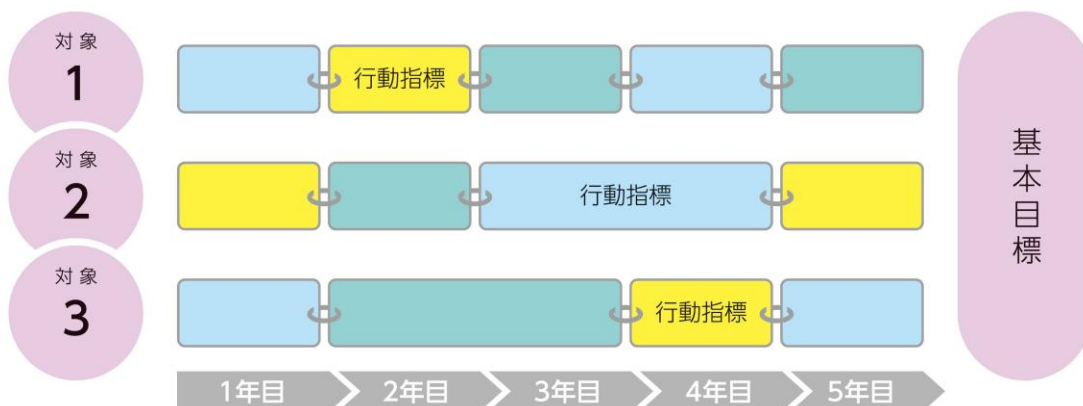 対象
1
行動指標
対象
2
行動指標
対象
3
行動指標
1年目
2年目
3年目
4年目
5年目
基本目標